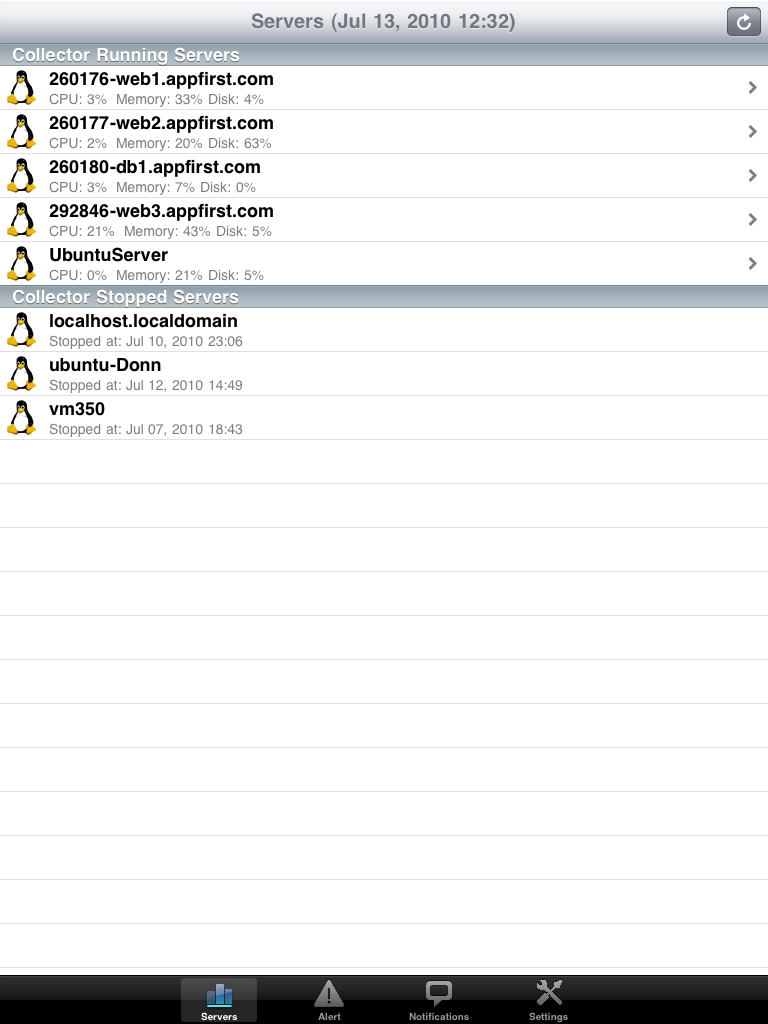 Servers (Jul 13, 2010 12:32)
Collector Running Servers
260176-web1.appfirst.com
CPU: 3% Memory: 33% Disk: 4%
260177-web2.appfirst.com
CPU: 2% Memory: 20% Disk: 63%
260180-db1.appfirst.com
CPU: 3% Memory: 7% Disk: 0%
292846-web3.appfirst.com
CPU: 21% Memory: 43% Disk: 5%
UbuntuServer
CPU: 0% Memory: 21% Disk: 5%
Collector Stopped Servers
localhost.localdomain
Stopped at: Jul 10, 2010 23:06
ubuntu-Donn
Stopped at: Jul 12, 2010 14:49
vm350
Stopped at: Jul 07, 2010 18:43
Servers Alert Notifications Settings